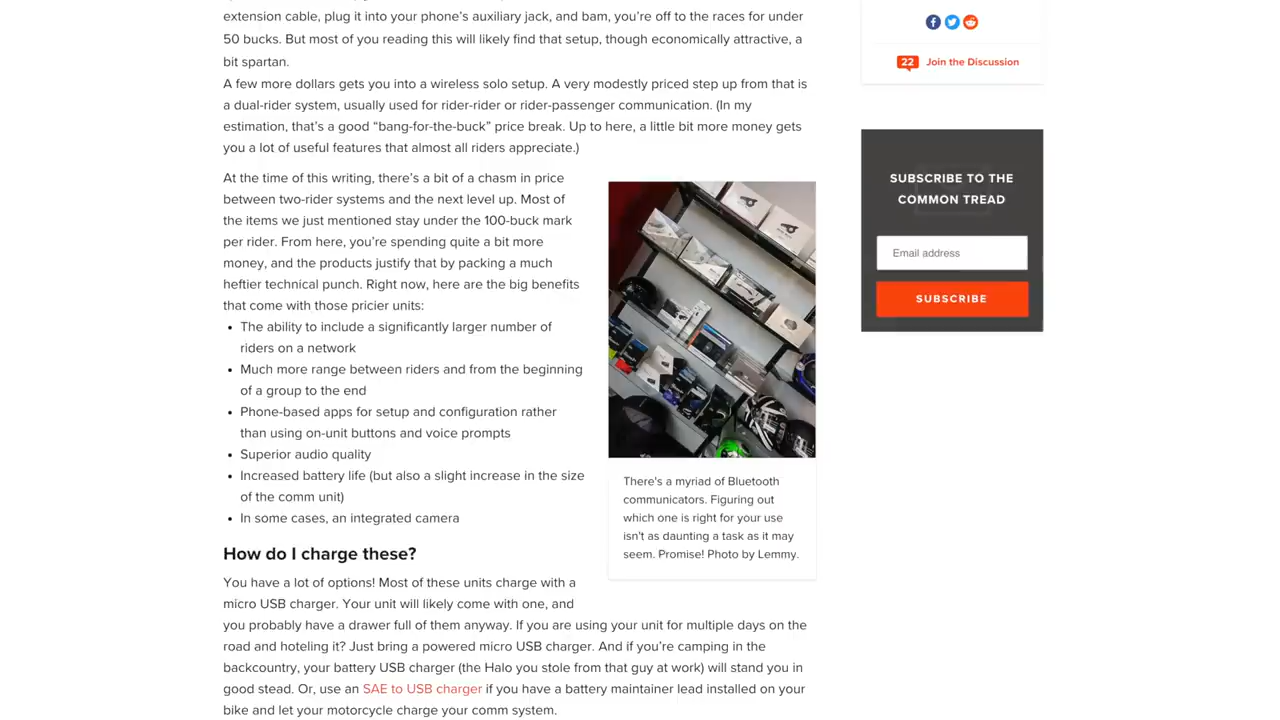 extension cable, plug it into your phone’s auxiliary jack, and bam, you’re off to the races for under
50 bucks. But most of you reading this will likely find that setup, though economically attractive, a
bit spartan.
A few more dollars gets you into a wireless solo setup. A very modestly priced step up from that is
a dual-rider system, usually used for rider-rider or rider-passenger communication. (In my
estimation, that’s a good “bang-for-the-buck” price break. Up to here, a little bit more money gets
you a lot of useful features that almost all riders appreciate.)
At the time of this writing, there’s a bit of a chasm in price
between two-rider systems and the next level up. Most of
the items we just mentioned stay under the 100-buck mark
per rider. From here, you’re spending quite a bit more
money, and the products justify that by packing a much
heftier technical punch. Right now, here are the big benefits
that come with those pricier units:
• The ability to include a significantly larger number of
riders on a network
• Much more range between riders and from the beginning
of a group to the end
• Phone-based apps for setup and configuration rather
than using on-unit buttons and voice prompts
• Superior audio quality
• Increased battery life (but also a slight increase in the size
of the comm unit)
• In some cases, an integrated camera
There's a myriad of Bluetooth
communicators. Figuring out
which one is right for your use
isn't as daunting a task as it may
seem. Promise! Photo by Lemmy.
How do I charge these?
You have a lot of options! Most of these units charge with a
micro USB charger. Your unit will likely come with one, and
you probably have a drawer full of them anyway. If you are using your unit for multiple days on the
road and hoteling it? Just bring a powered micro USB charger. And if you’re camping in the
backcountry, your battery USB charger (the Halo you stole from that guy at work) will stand you in
good stead. Or, use an SAE to USB charger if you have a battery maintainer lead installed on your
bike and let your motorcycle charge your comm system.
22 Join the Discussion
SUBSCRIBE TO THE
COMMON TREAD
Email address
SUBSCRIBE